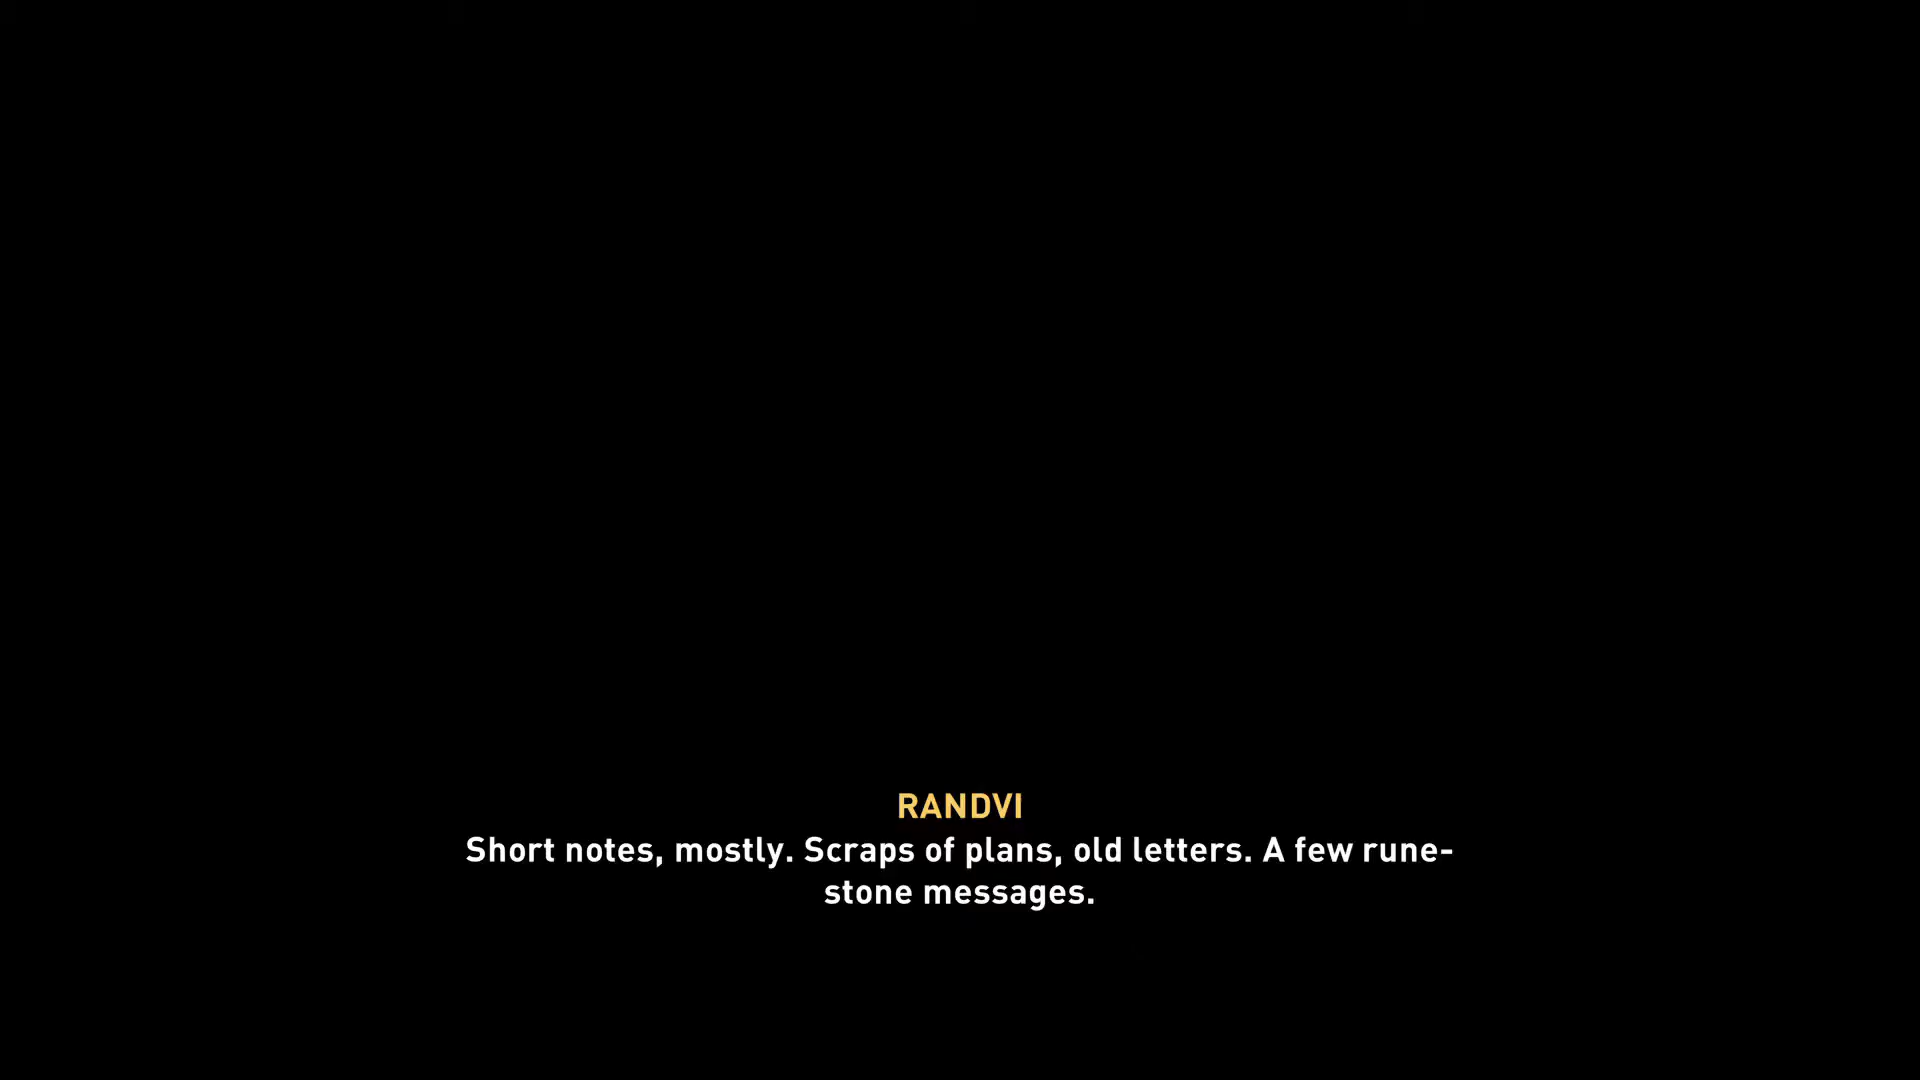 RANDVI
Short notes, mostly. Scraps of plans, old letters. A few rune-
stone messages.